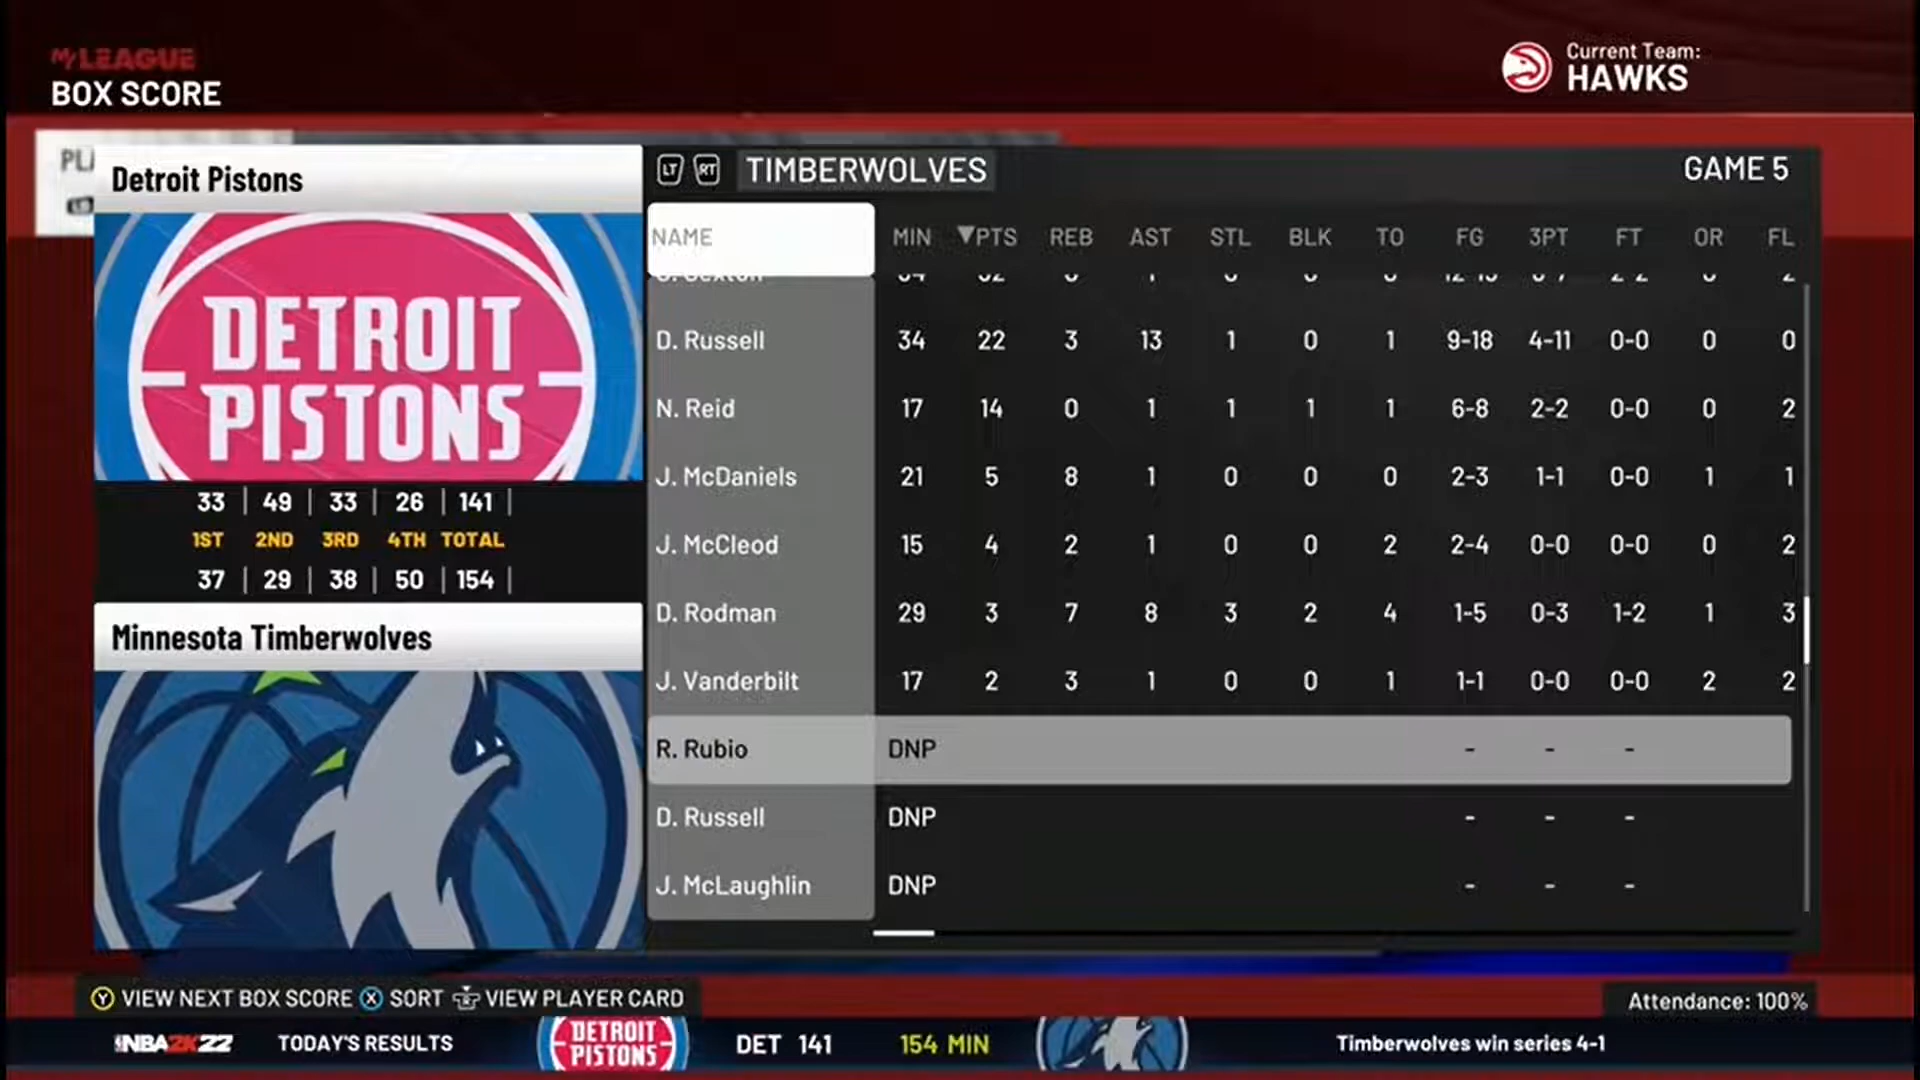 MyLEAGUE
BOX SCORE
Current Team:
HAWKS
Detroit Pistons
DETROIT
PISTONS
33 | 49 | 33 | 26 | 141 |
1ST 2ND 3RD 4TH TOTAL
37 | 29 | 38 | 50 | 154 |
Minnesota Timberwolves
LT RT TIMBERWOLVES GAME 5
NAME MIN ▼PTS REB AST STL BLK TO FG 3PT FT OR FL
D. Russell 34 22 3 13 1 0 1 9-18 4-11 0-0 0 0
N. Reid 17 14 0 1 1 1 1 6-8 2-2 0-0 0 2
J. McDaniels 21 5 8 1 0 0 0 2-3 1-1 0-0 1 1
J. McCleod 15 4 2 1 0 0 2 2-4 0-0 0-0 0 2
D. Rodman 29 3 7 8 3 2 4 1-5 0-3 1-2 1 3
J. Vanderbilt 17 2 3 1 0 0 1 1-1 0-0 0-0 2 2
R. Rubio DNP - - -
D. Russell DNP - - -
J. McLaughlin DNP - - -
Y VIEW NEXT BOX SCORE X SORT R VIEW PLAYER CARD
Attendance: 100%
NBA2K22 TODAY'S RESULTS DETROIT PISTONS DET 141 154 MIN Timberwolves win series 4-1